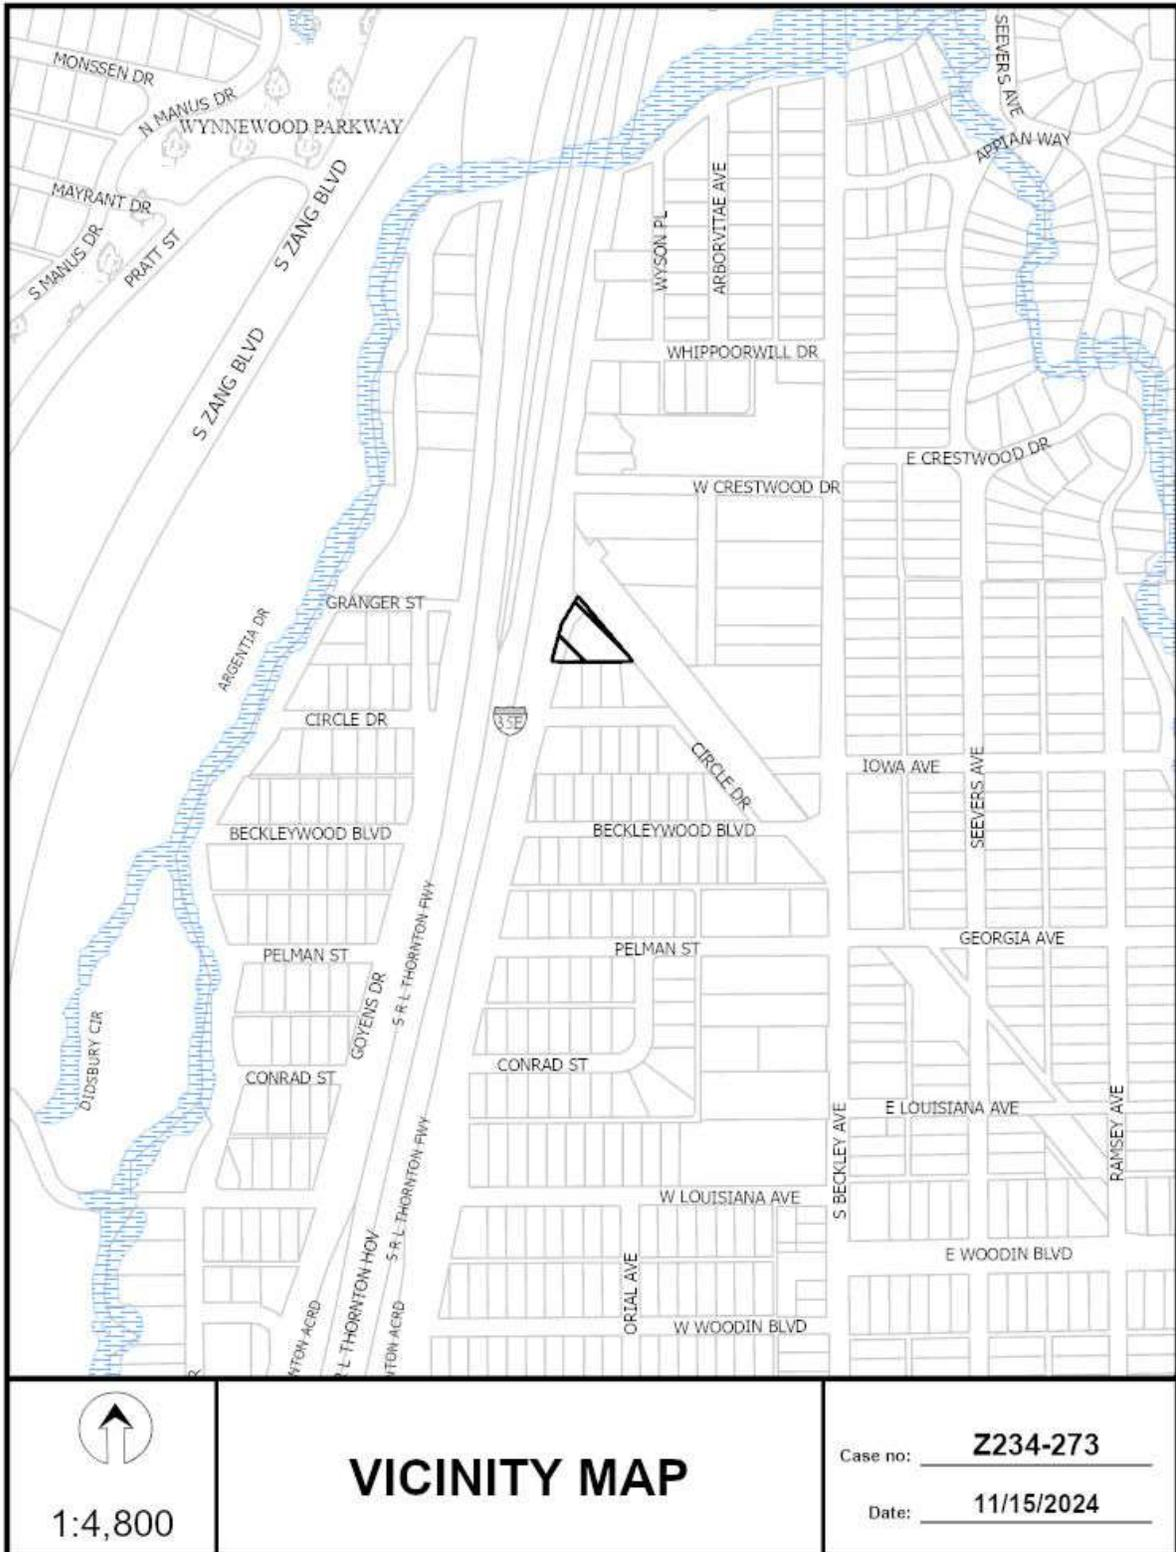 SEEVERS AVE
MONSSEN DR
N MANUS DR
WYNNEWOOD PARKWAY
APPIAN WAY
MAYRANT DR
S ZANG BLVD
ARBORVITAE AVE
WYSON PL
S MANUS DR
PRATT ST
WHIPPOORWILL DR
S ZANG BLVD
E CRESTWOOD DR
W CRESTWOOD DR
GRANGER ST
ARGENTIA DR
CIRCLE DR
35E
CIRCLE DR
IOWA AVE
SEEVERS AVE
BECKLEYWOOD BLVD
BECKLEYWOOD BLVD
S R L THORNTON FWY
GEORGIA AVE
PELMAN ST
PELMAN ST
GOYENS DR
DIDSBURY CIR
CONRAD ST
CONRAD ST
E LOUISIANA AVE
RAMSEY AVE
S BECKLEY AVE
S R L THORNTON FWY
W LOUISIANA AVE
E WOODIN BLVD
ORIAL AVE
R L THORNTON HOV
W WOODIN BLVD
NTON ACRD
NTON ACRD
R
1:4,800
VICINITY MAP
Case no: Z234-273
Date: 11/15/2024